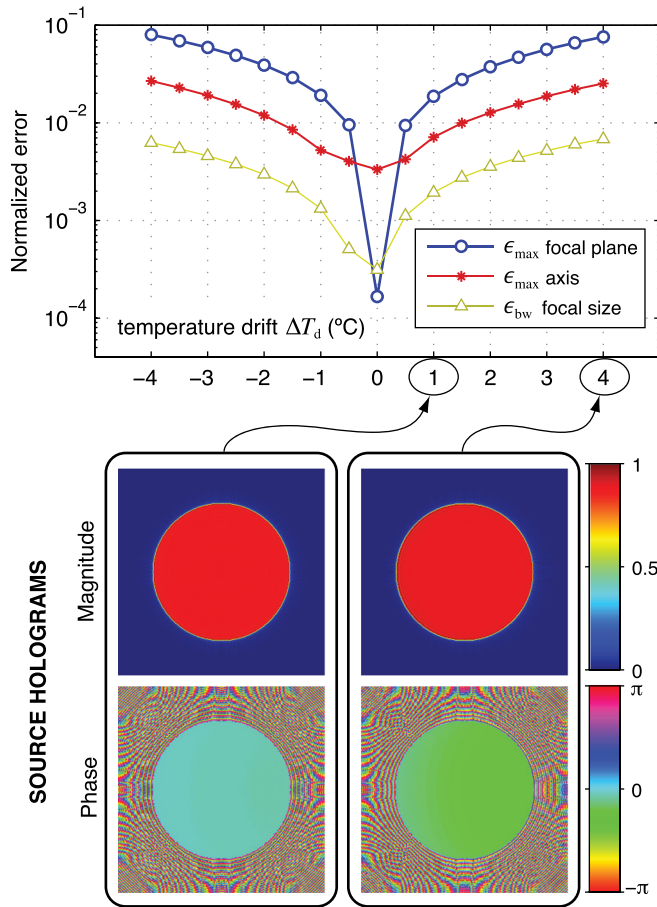 10⁻¹
10⁻²
10⁻³
10⁻⁴
Normalized error
ϵmax focal plane
ϵmax axis
ϵbw focal size
temperature drift ΔTd (ºC)
−4 −3 −2 −1 0 1 2 3 4
SOURCE HOLOGRAMS
Magnitude
1
0.5
0
Phase
π
0
−π